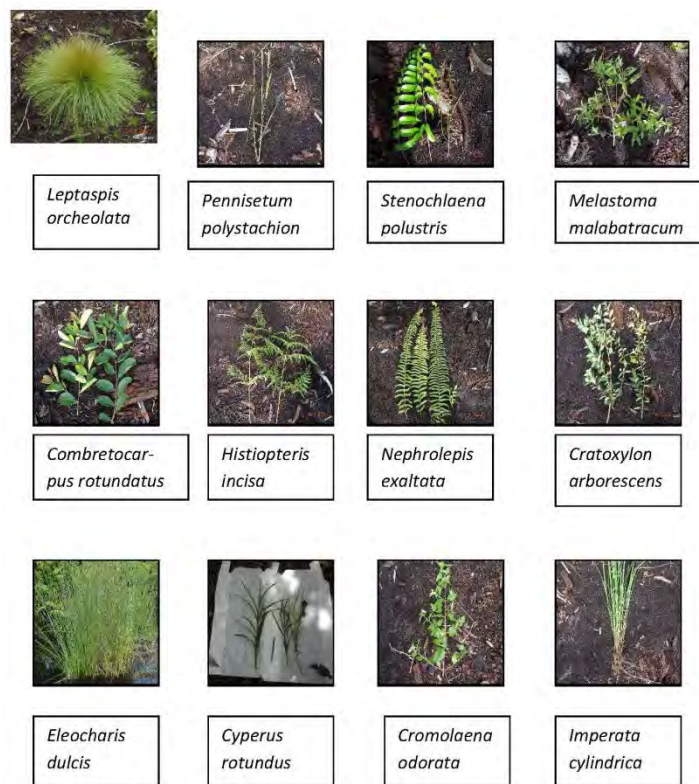 Leptaspis
orcheolata
Pennisetum
polystachion
Stenochlaena
polustris
Melastoma
malabatracum
Combretocar-
pus rotundatus
Histiopteris
incisa
Nephrolepis
exaltata
Cratoxylon
arborescens
Eleocharis
dulcis
Cyperus
rotundus
Cromolaena
odorata
Imperata
cylindrica